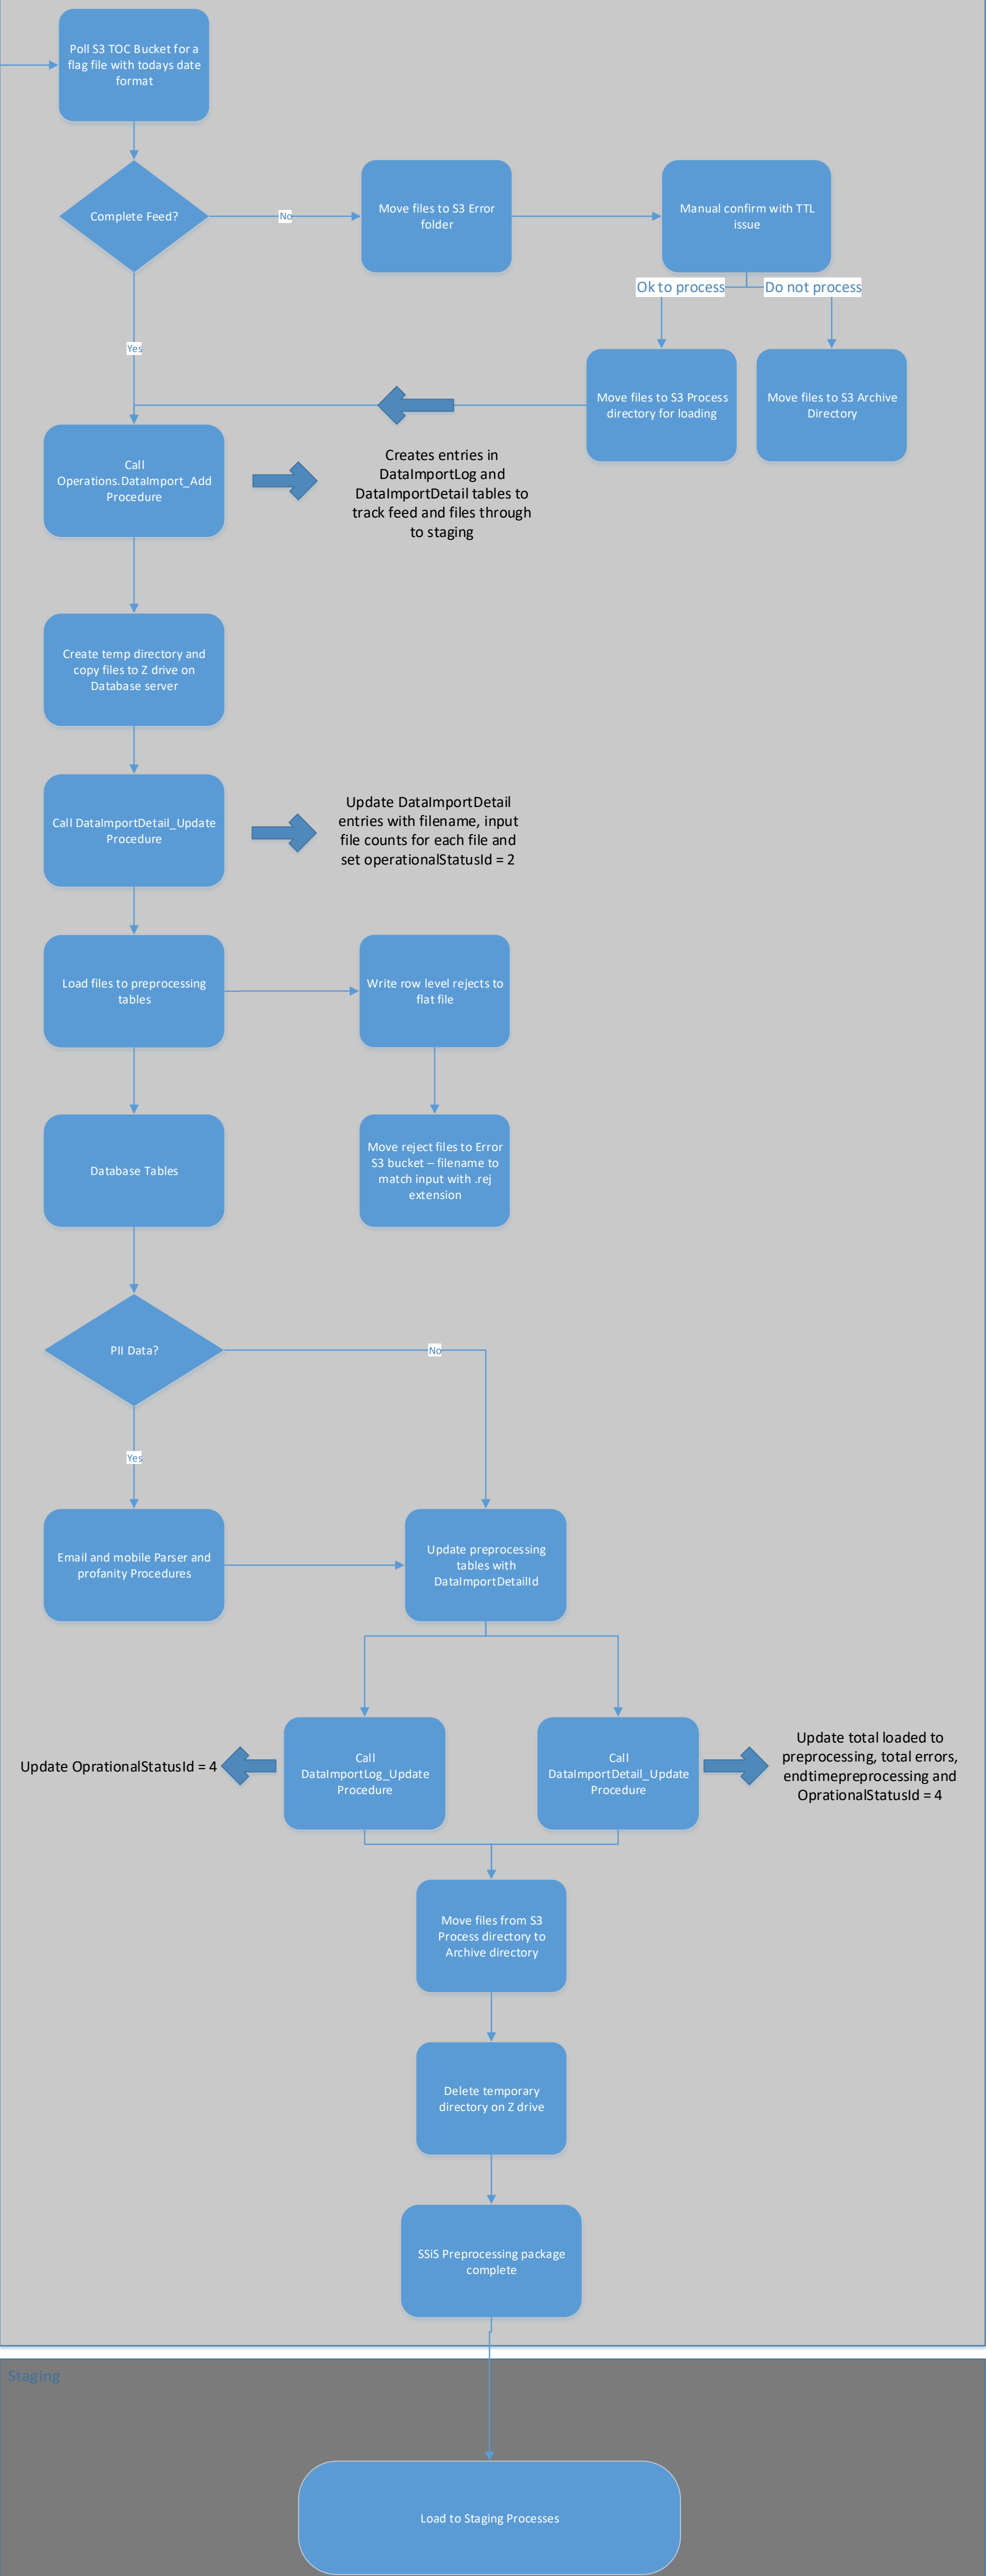 Poll S3 TOC Bucket for a
flag file with todays date
format
Complete Feed?
No
Move files to S3 Error
folder
Manual confirm with TTL
issue
Ok to process
Do not process
Yes
Move files to S3 Process
directory for loading
Move files to S3 Archive
Directory
Call
Operations.DataImport_Add
Procedure
Creates entries in
DataImportLog and
DataImportDetail tables to
track feed and files through
to staging
Create temp directory and
copy files to Z drive on
Database server
Call DataImportDetail_Update
Procedure
Update DataImportDetail
entries with filename, input
file counts for each file and
set operationalStatusId = 2
Load files to preprocessing
tables
Write row level rejects to
flat file
Database Tables
Move reject files to Error
S3 bucket – filename to
match input with .rej
extension
PII Data?
No
Yes
Email and mobile Parser and
profanity Procedures
Update preprocessing
tables with
DataImportDetailId
Update OprationalStatusId = 4
Call
DataImportLog_Update
Procedure
Call
DataImportDetail_Update
Procedure
Update total loaded to
preprocessing, total errors,
endtimepreprocessing and
OprationalStatusId = 4
Move files from S3
Process directory to
Archive directory
Delete temporary
directory on Z drive
SSiS Preprocessing package
complete
Staging
Load to Staging Processes